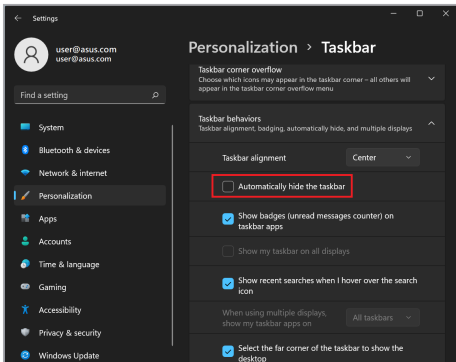 Settings
user@asus.com
user@asus.com
Find a setting
System
Bluetooth & devices
Network & internet
Personalization
Apps
Accounts
Time & language
Gaming
Accessibility
Privacy & security
Windows Update
Personalization > Taskbar
Taskbar corner overflow
Choose which icons may appear in the taskbar corner – all others will
appear in the taskbar corner overflow menu
Taskbar behaviors
Taskbar alignment, badging, automatically hide, and multiple displays
Taskbar alignment
Center
Automatically hide the taskbar
Show badges (unread messages counter) on
taskbar apps
Show my taskbar on all displays
Show recent searches when I hover over the search
icon
When using multiple displays,
show my taskbar apps on
All taskbars
Select the far corner of the taskbar to show the
desktop